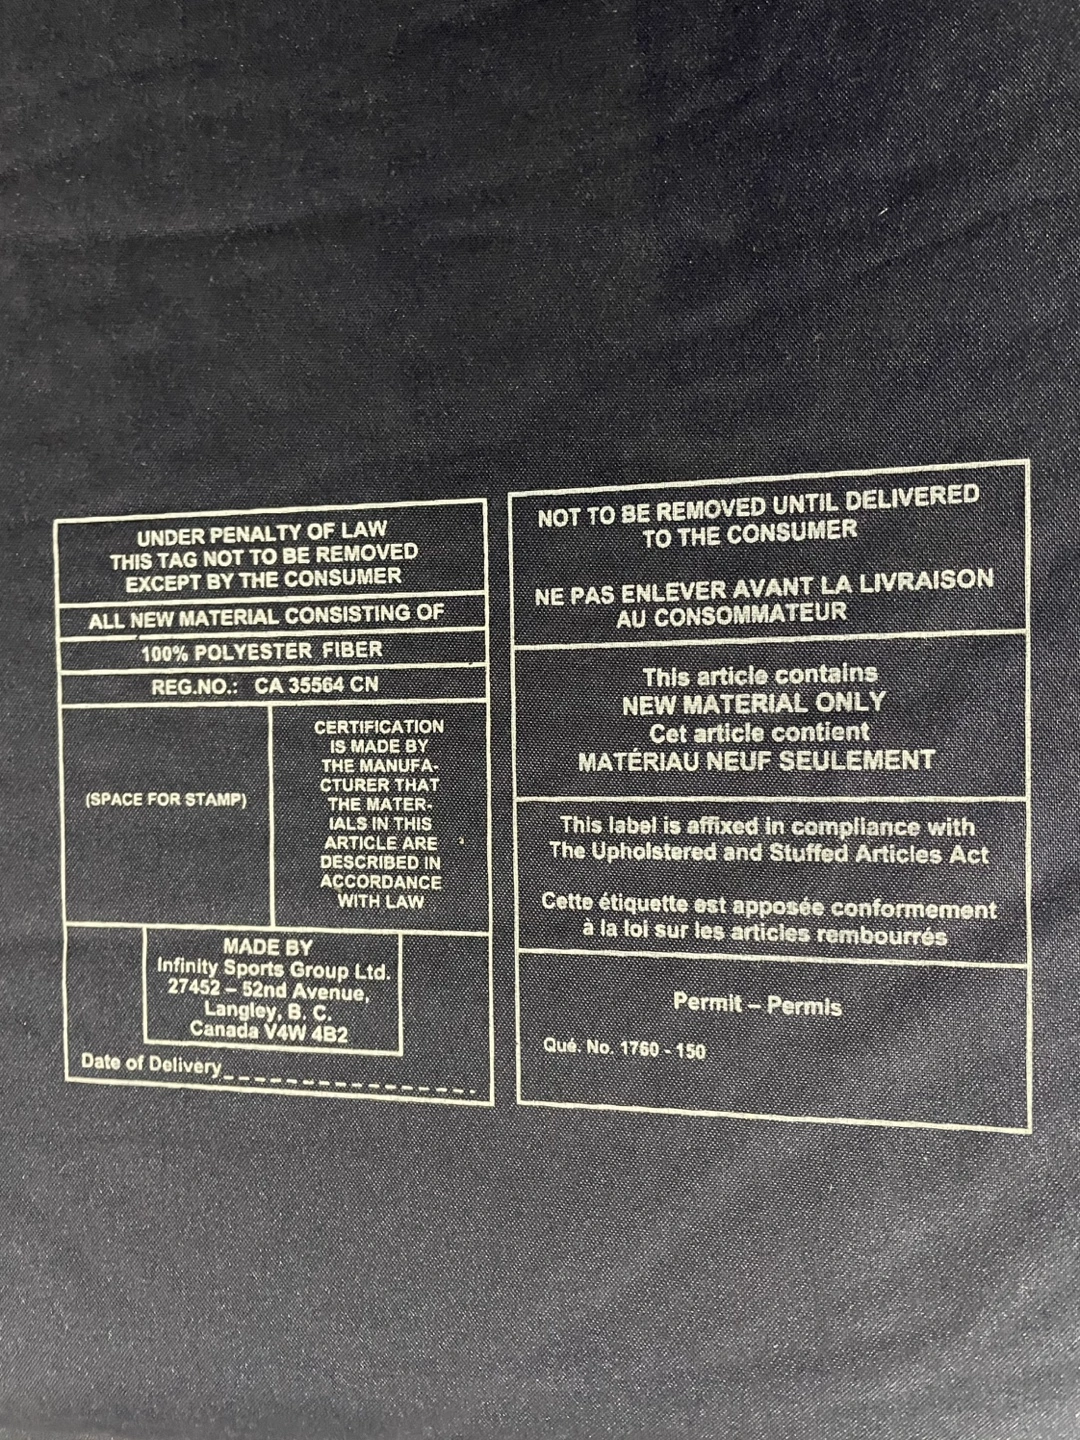 UNDER PENALTY OF LAW
THIS TAG NOT TO BE REMOVED
EXCEPT BY THE CONSUMER
ALL NEW MATERIAL CONSISTING OF
100% POLYESTER FIBER
REG.NO.: CA 35564 CN
(SPACE FOR STAMP)
CERTIFICATION
IS MADE BY
THE MANUFA-
CTURER THAT
THE MATER-
IALS IN THIS
ARTICLE ARE
DESCRIBED IN
ACCORDANCE
WITH LAW
MADE BY
Infinity Sports Group Ltd.
27452 – 52nd Avenue,
Langley, B. C.
Canada V4W 4B2
Date of Delivery_ _ _ _ _ _ _ _ _ _ _ _ _ _ _ _
NOT TO BE REMOVED UNTIL DELIVERED
TO THE CONSUMER
NE PAS ENLEVER AVANT LA LIVRAISON
AU CONSOMMATEUR
This article contains
NEW MATERIAL ONLY
Cet article contient
MATÉRIAU NEUF SEULEMENT
This label is affixed in compliance with
The Upholstered and Stuffed Articles Act
Cette étiquette est apposée conformement
à la loi sur les articles rembourrés
Permit – Permis
Qué. No. 1760 - 150